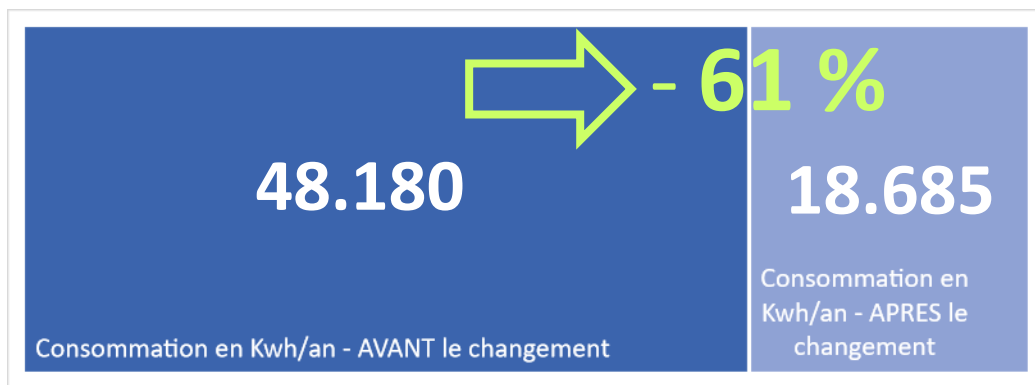 - 61 %
48.180
18.685
Consommation en Kwh/an - AVANT le changement
Consommation en
Kwh/an - APRES le
changement